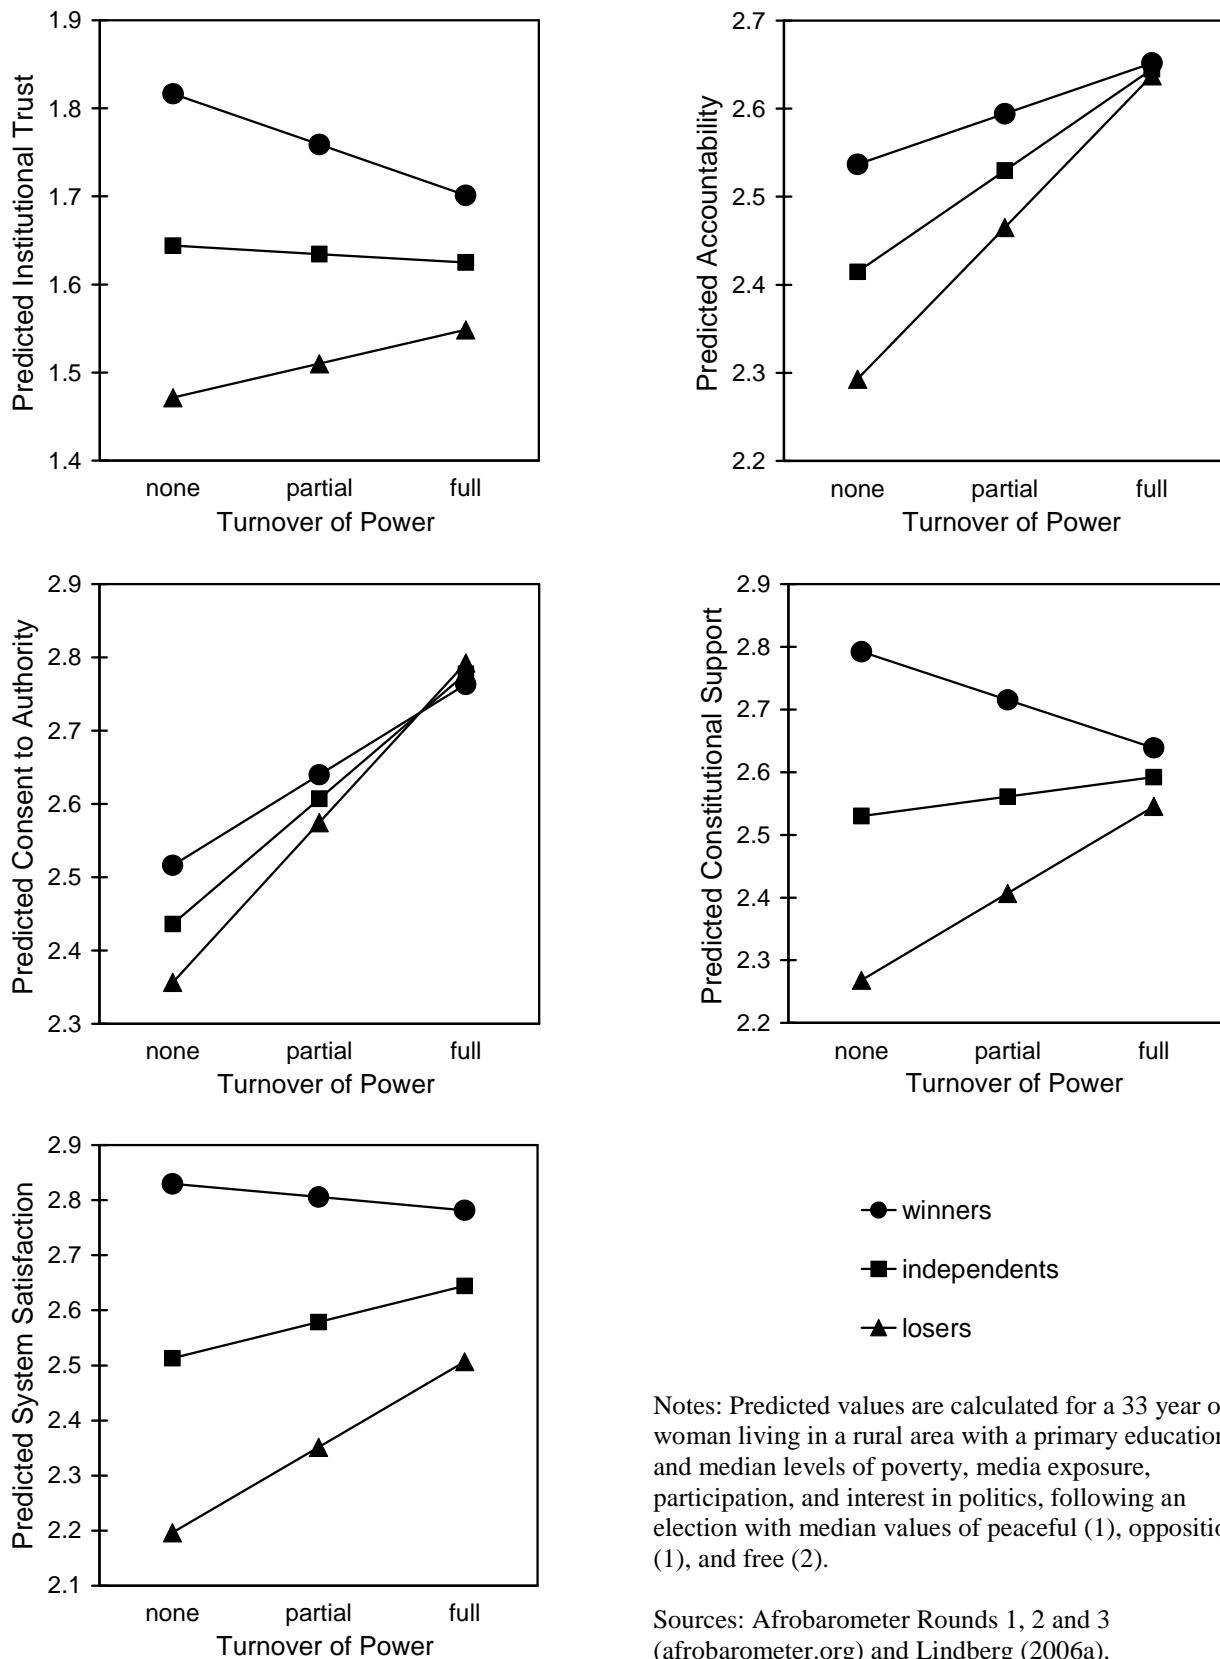 1.9
1.8
1.7
1.6
1.5
1.4
Predicted Institutional Trust
none partial full
Turnover of Power
2.7
2.6
2.5
2.4
2.3
2.2
Predicted Accountability
none partial full
Turnover of Power
2.9
2.8
2.7
2.6
2.5
2.4
2.3
Predicted Consent to Authority
none partial full
Turnover of Power
2.9
2.8
2.7
2.6
2.5
2.4
2.3
2.2
Predicted Constitutional Support
none partial full
Turnover of Power
2.9
2.8
2.7
2.6
2.5
2.4
2.3
2.2
2.1
Predicted System Satisfaction
none partial full
Turnover of Power
winners
independents
losers
Notes: Predicted values are calculated for a 33 year o
woman living in a rural area with a primary education
and median levels of poverty, media exposure,
participation, and interest in politics, following an
election with median values of peaceful (1), oppositio
(1), and free (2).
Sources: Afrobarometer Rounds 1, 2 and 3
(afrobarometer.org) and Lindberg (2006a).